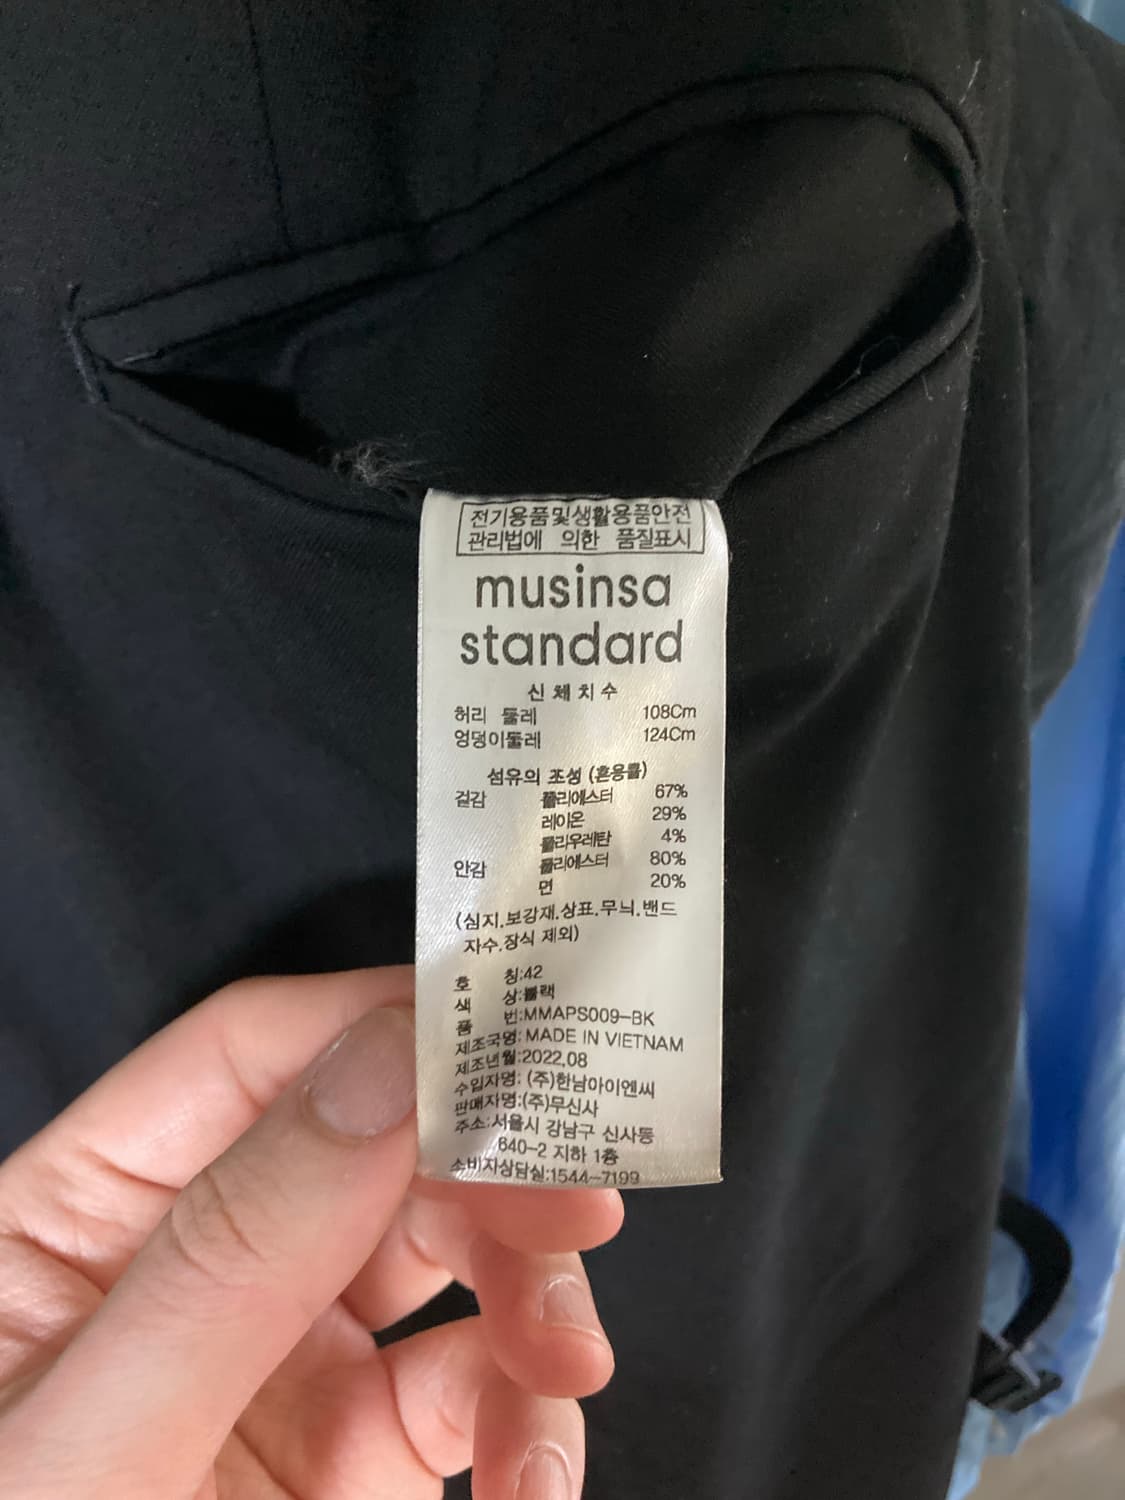 전기용품및생활용품안전
관리법에 의한 품질표시
musinsa
standard
신체치수
허리 둘레 108Cm
엉덩이둘레 124Cm
섬유의 조성 (혼용률)
겉감 폴리에스터 67%
레이온 29%
폴리우레탄 4%
안감 폴리에스터 80%
면 20%
(심지.보강재.상표.무늬.밴드
자수.장식 제외)
호 칭:42
색 상:블랙
품 번:MMAPS009-BK
제조국명: MADE IN VIETNAM
제조년월:2022.08
수입자명: (주)한남아이엔씨
판매자명:(주)무신사
주소:서울시 강남구 신사동
640-2 지하 1층
소비자상담실:1544-7199